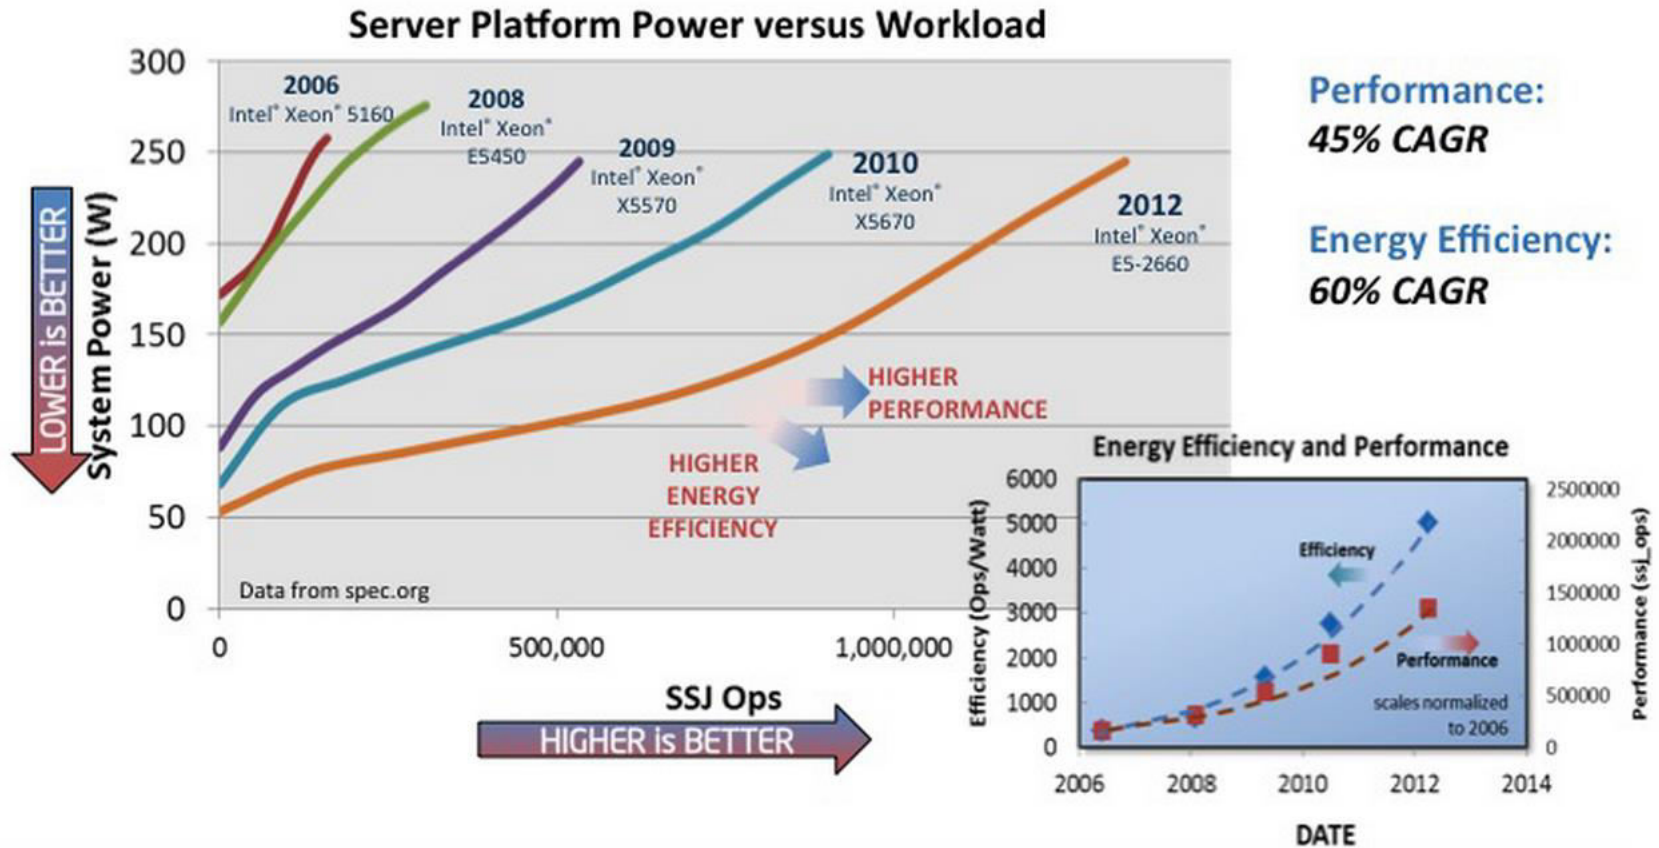 Server Platform Power versus Workload
300
250
200
150
100
50
0
System Power (W)
LOWER is BETTER
2006
Intel® Xeon® 5160
2008
Intel® Xeon®
E5450
2009
Intel® Xeon®
X5570
2010
Intel® Xeon®
X5670
2012
Intel® Xeon®
E5-2660
HIGHER
PERFORMANCE
HIGHER
ENERGY
EFFICIENCY
Data from spec.org
0
500,000
1,000,000
SSJ Ops
HIGHER is BETTER
Performance:
45% CAGR
Energy Efficiency:
60% CAGR
Energy Efficiency and Performance
6000
5000
4000
3000
2000
1000
0
Efficiency (Ops/Watt)
Efficiency
Performance
scales normalized
to 2006
2500000
2000000
1500000
1000000
500000
0
Performance (ssj_ops)
2006
2008
2010
2012
2014
DATE